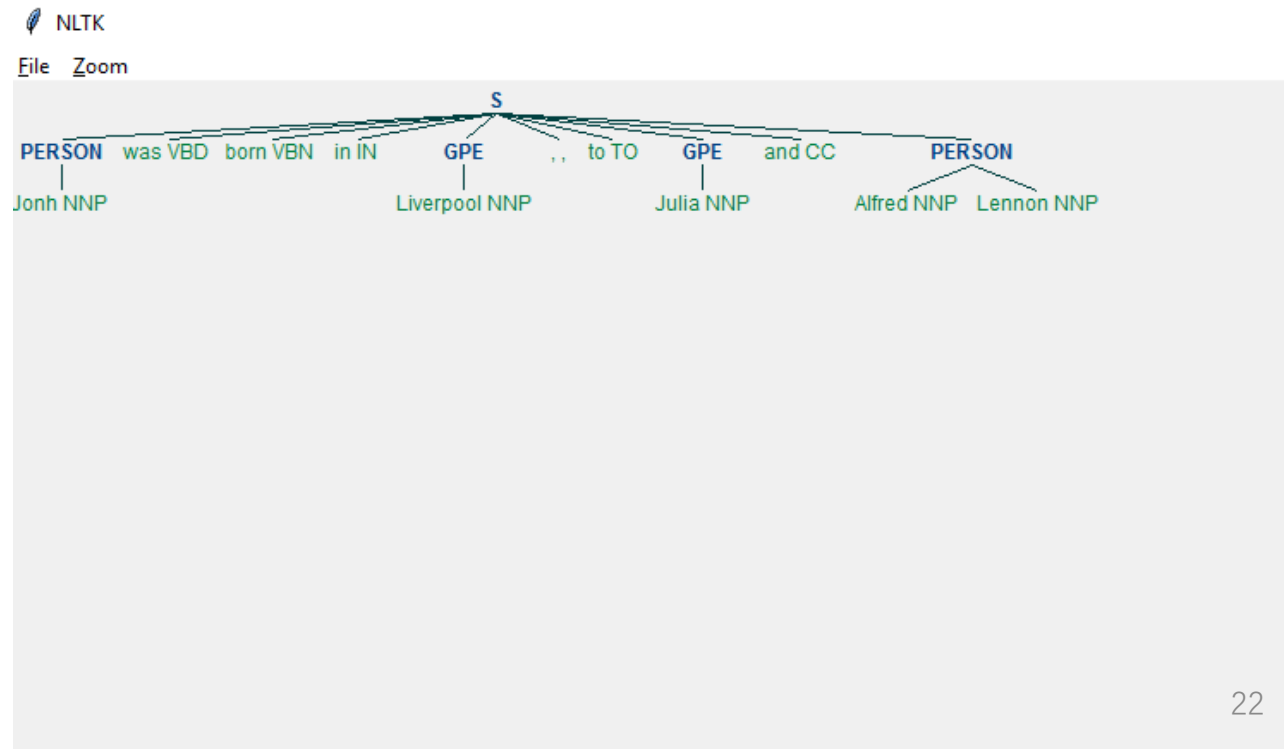 NLTK
File Zoom
S
PERSON was VBD born VBN in IN GPE , , to TO GPE and CC PERSON
Jonh NNP Liverpool NNP Julia NNP Alfred NNP Lennon NNP
22